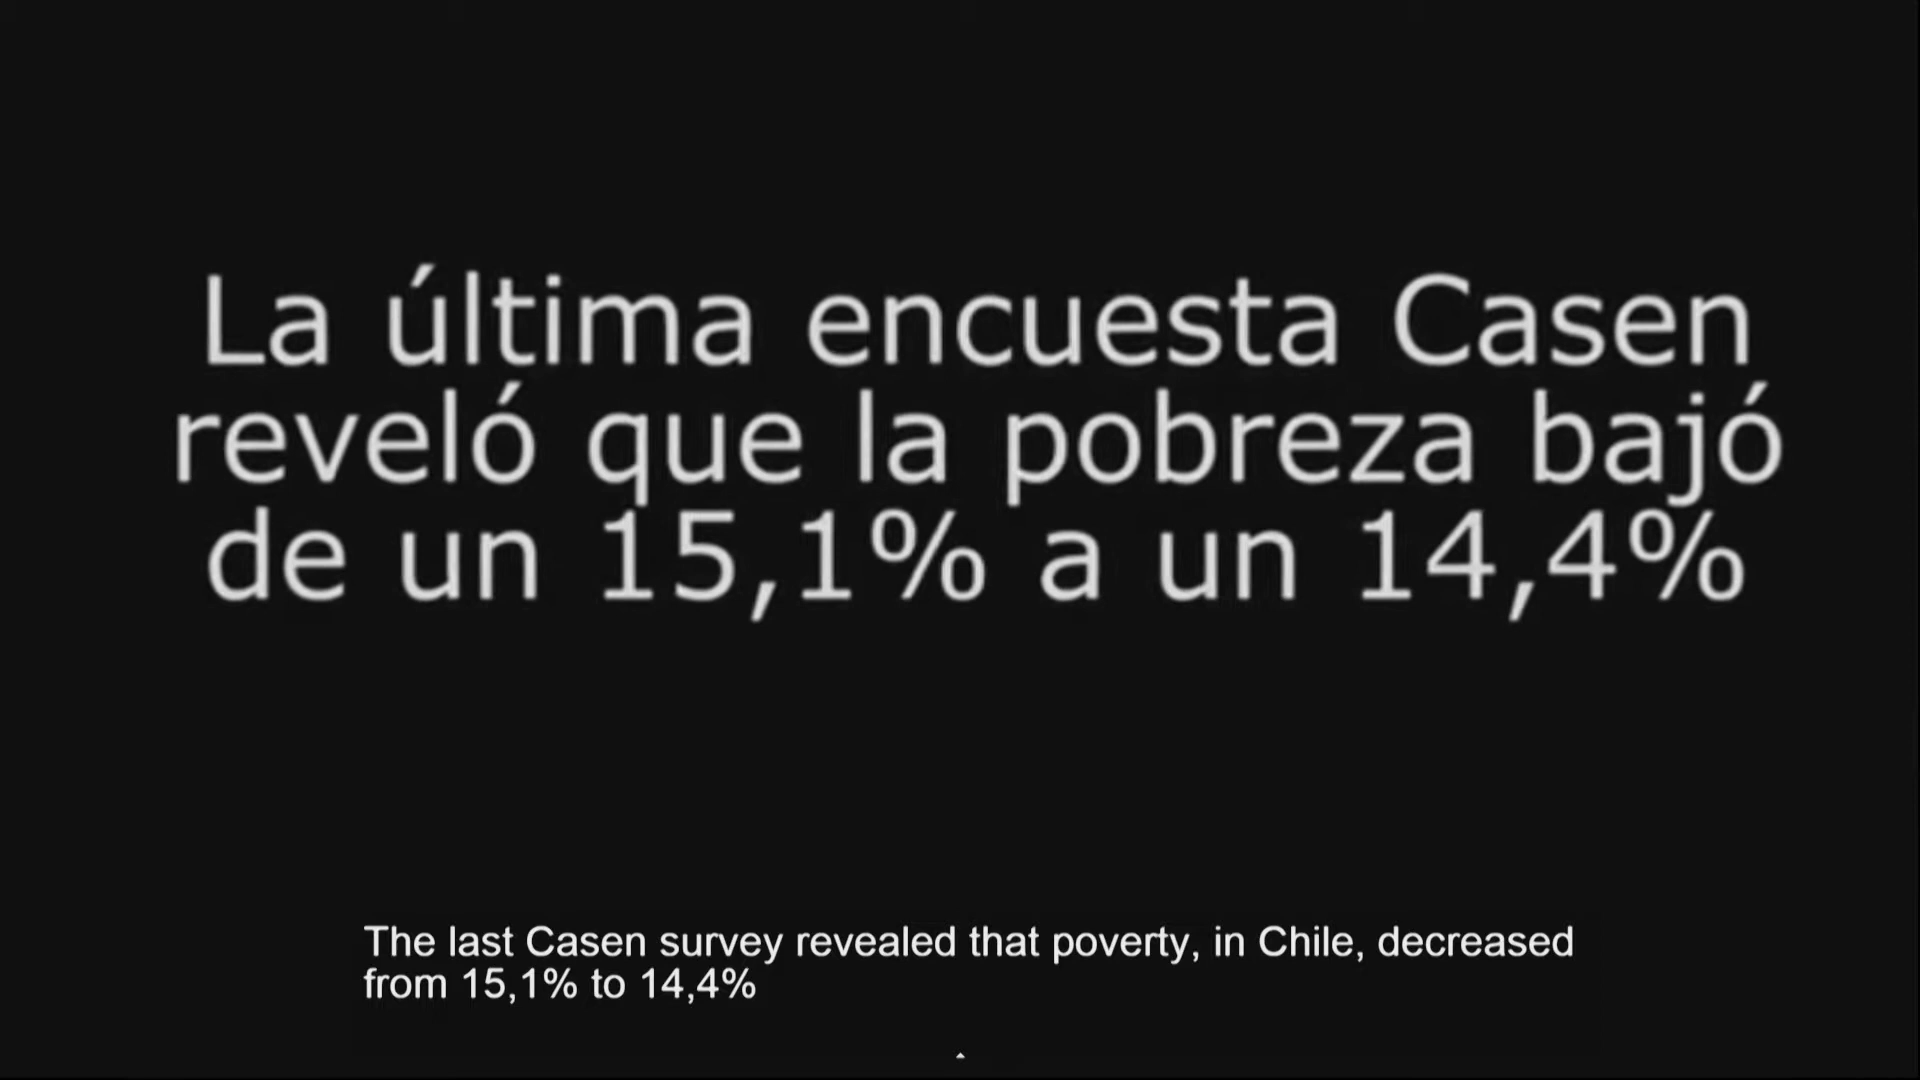 La última encuesta Casen
reveló que la pobreza bajó
de un 15,1% a un 14,4%
The last Casen survey revealed that poverty, in Chile, decreased
from 15,1% to 14,4%